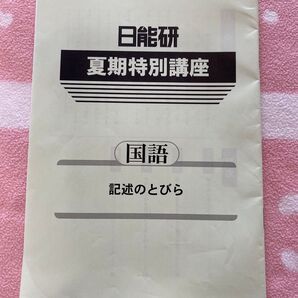 日能研
夏期特別講座
国語
記述のとびら